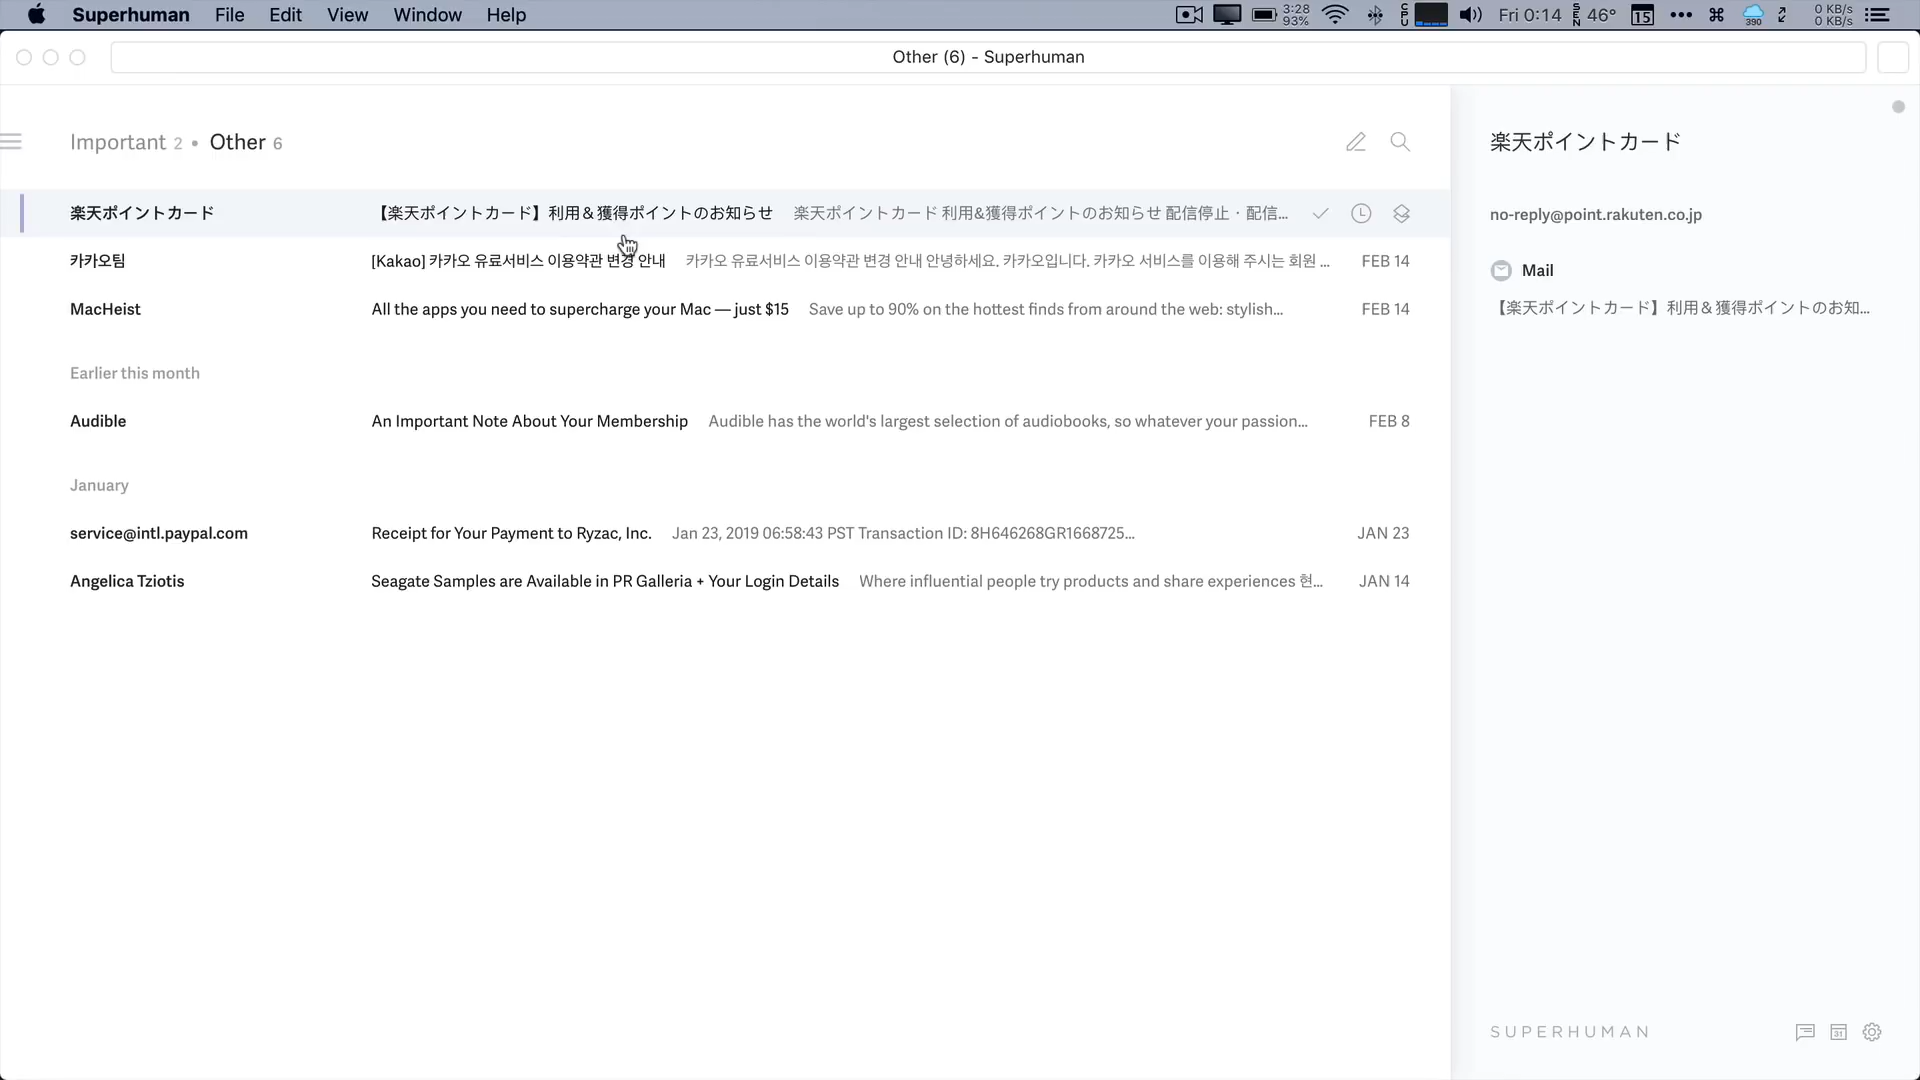 Superhuman File Edit View Window Help 3:28 93% CPU Fri 0:14 SEN 46° 15 390 0 KB/s 0 KB/s
Other (6) - Superhuman
Important 2 • Other 6
楽天ポイントカード 【楽天ポイントカード】利用＆獲得ポイントのお知らせ 楽天ポイントカード 利用&獲得ポイントのお知らせ 配信停止・配信...
카카오팀 [Kakao] 카카오 유료서비스 이용약관 변경 안내 카카오 유료서비스 이용약관 변경 안내 안녕하세요. 카카오입니다. 카카오 서비스를 이용해 주시는 회원 ... FEB 14
MacHeist All the apps you need to supercharge your Mac — just $15 Save up to 90% on the hottest finds from around the web: stylish... FEB 14
Earlier this month
Audible An Important Note About Your Membership Audible has the world's largest selection of audiobooks, so whatever your passion... FEB 8
January
service@intl.paypal.com Receipt for Your Payment to Ryzac, Inc. Jan 23, 2019 06:58:43 PST Transaction ID: 8H646268GR1668725... JAN 23
Angelica Tziotis Seagate Samples are Available in PR Galleria + Your Login Details Where influential people try products and share experiences 현... JAN 14
楽天ポイントカード
no-reply@point.rakuten.co.jp
Mail
【楽天ポイントカード】利用＆獲得ポイントのお知...
SUPERHUMAN 31